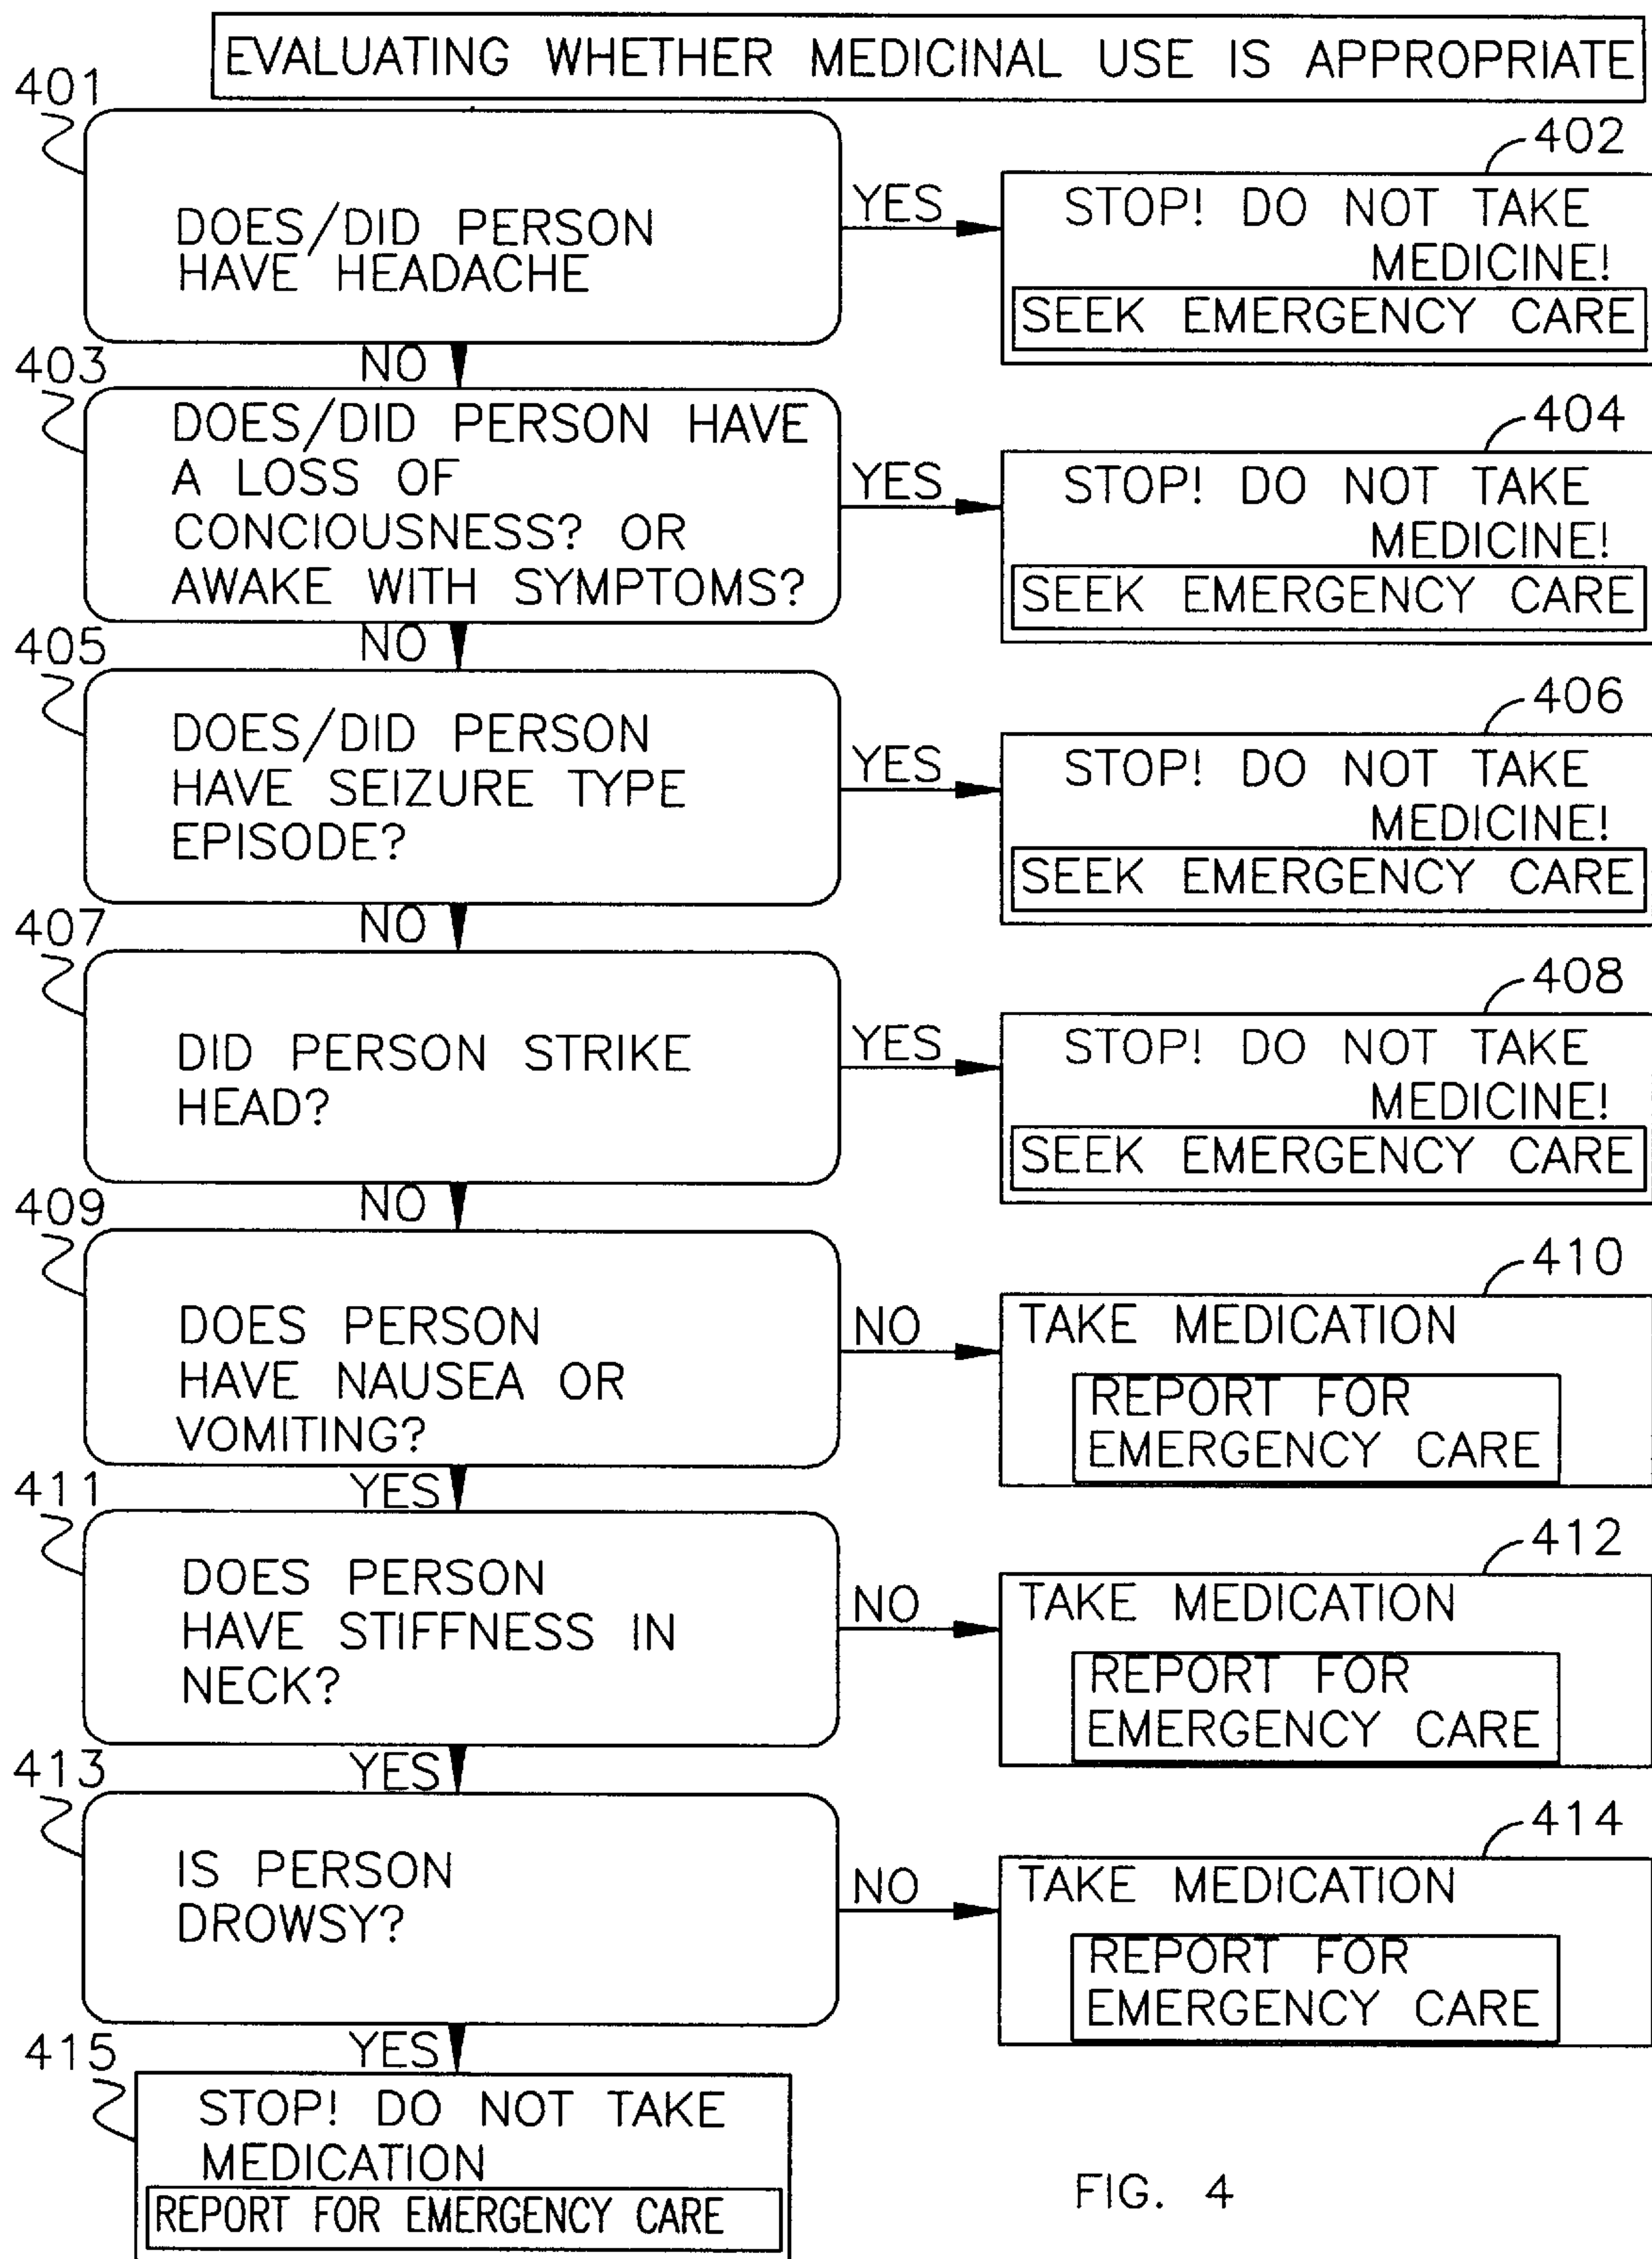 EVALUATING WHETHER MEDICINAL USE IS APPROPRIATE
401
DOES/DID PERSON
HAVE HEADACHE
YES
402
STOP! DO NOT TAKE
MEDICINE!
SEEK EMERGENCY CARE
NO
403
DOES/DID PERSON HAVE
A LOSS OF
CONCIOUSNESS? OR
AWAKE WITH SYMPTOMS?
YES
404
STOP! DO NOT TAKE
MEDICINE!
SEEK EMERGENCY CARE
NO
405
DOES/DID PERSON
HAVE SEIZURE TYPE
EPISODE?
YES
406
STOP! DO NOT TAKE
MEDICINE!
SEEK EMERGENCY CARE
NO
407
DID PERSON STRIKE
HEAD?
YES
408
STOP! DO NOT TAKE
MEDICINE!
SEEK EMERGENCY CARE
NO
409
DOES PERSON
HAVE NAUSEA OR
VOMITING?
NO
410
TAKE MEDICATION
REPORT FOR
EMERGENCY CARE
YES
411
DOES PERSON
HAVE STIFFNESS IN
NECK?
NO
412
TAKE MEDICATION
REPORT FOR
EMERGENCY CARE
YES
413
IS PERSON
DROWSY?
NO
414
TAKE MEDICATION
REPORT FOR
EMERGENCY CARE
YES
415
STOP! DO NOT TAKE
MEDICATION
REPORT FOR EMERGENCY CARE
FIG. 4